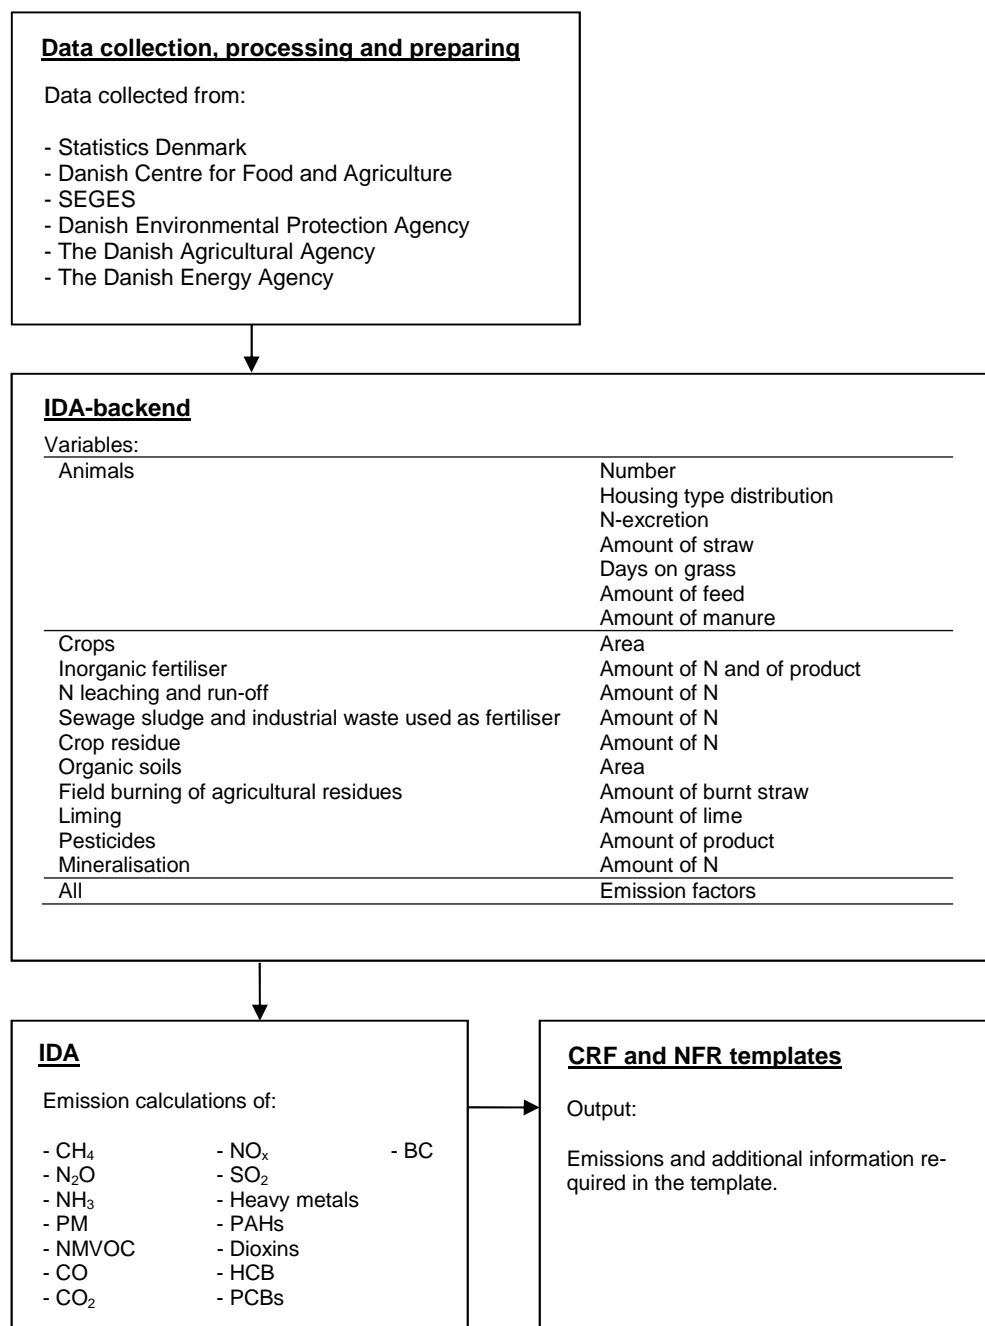 Data collection, processing and preparing
Data collected from:
- Statistics Denmark
- Danish Centre for Food and Agriculture
- SEGES
- Danish Environmental Protection Agency
- The Danish Agricultural Agency
- The Danish Energy Agency
IDA-backend
Variables:
Animals Number
Housing type distribution
N-excretion
Amount of straw
Days on grass
Amount of feed
Amount of manure
Crops Area
Inorganic fertiliser Amount of N and of product
N leaching and run-off Amount of N
Sewage sludge and industrial waste used as fertiliser Amount of N
Crop residue Amount of N
Organic soils Area
Field burning of agricultural residues Amount of burnt straw
Liming Amount of lime
Pesticides Amount of product
Mineralisation Amount of N
All Emission factors
IDA
Emission calculations of:
- CH₄ - NOₓ - BC
- N₂O - SO₂
- NH₃ - Heavy metals
- PM - PAHs
- NMVOC - Dioxins
- CO - HCB
- CO₂ - PCBs
CRF and NFR templates
Output:
Emissions and additional information re-
quired in the template.